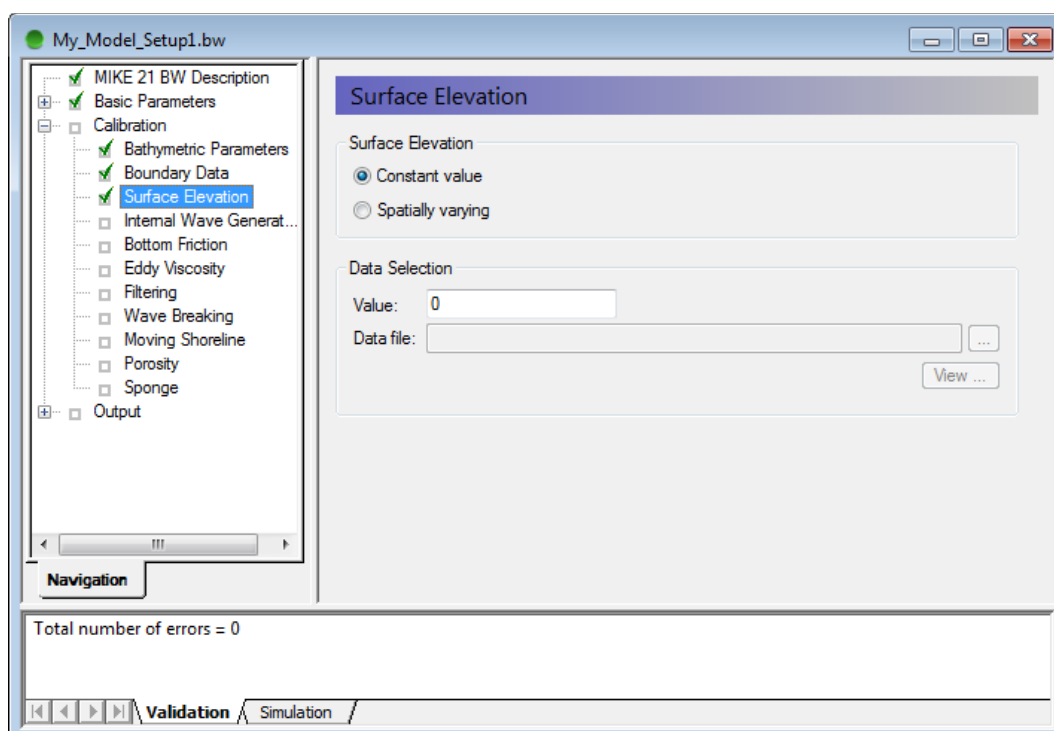 My_Model_Setup1.bw
MIKE 21 BW Description
Basic Parameters
Calibration
Bathymetric Parameters
Boundary Data
Surface Elevation
Internal Wave Generat...
Bottom Friction
Eddy Viscosity
Filtering
Wave Breaking
Moving Shoreline
Porosity
Sponge
Output
Navigation
Surface Elevation
Surface Elevation
Constant value
Spatially varying
Data Selection
Value: 0
Data file: ...
View ...
Total number of errors = 0
Validation Simulation